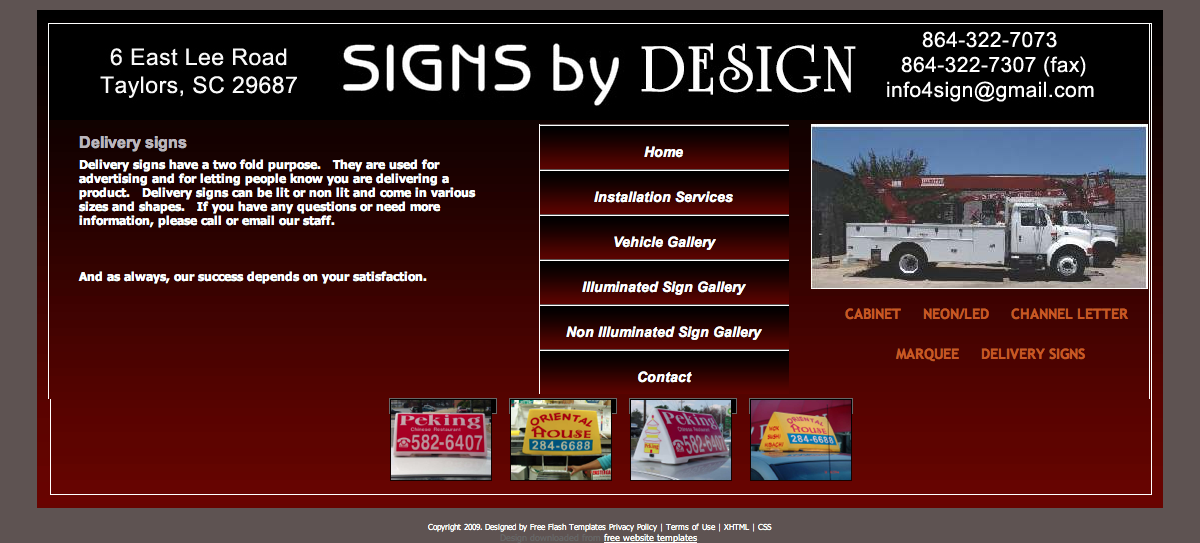 6 East Lee Road
Taylors, SC 29687
SIGNS by DESIGN
864-322-7073
864-322-7307 (fax)
info4sign@gmail.com
Delivery signs
Delivery signs have a two fold purpose. They are used for
advertising and for letting people know you are delivering a
product. Delivery signs can be lit or non lit and come in various
sizes and shapes. If you have any questions or need more
information, please call or email our staff.
And as always, our success depends on your satisfaction.
Home
Installation Services
Vehicle Gallery
Illuminated Sign Gallery
Non Illuminated Sign Gallery
Contact
CABINET NEON/LED CHANNEL LETTER
MARQUEE DELIVERY SIGNS
Peking
Chinese Restaurant
582-6407
ORIENTAL
HOUSE
284-6688
Peking
Chinese Restaurant
582-6407
ORIENTAL
HOUSE
284-6688
SUSHI
HIBACHI
Copyright 2009. Designed by Free Flash Templates Privacy Policy | Terms of Use | XHTML | CSS
Design downloaded from free website templates